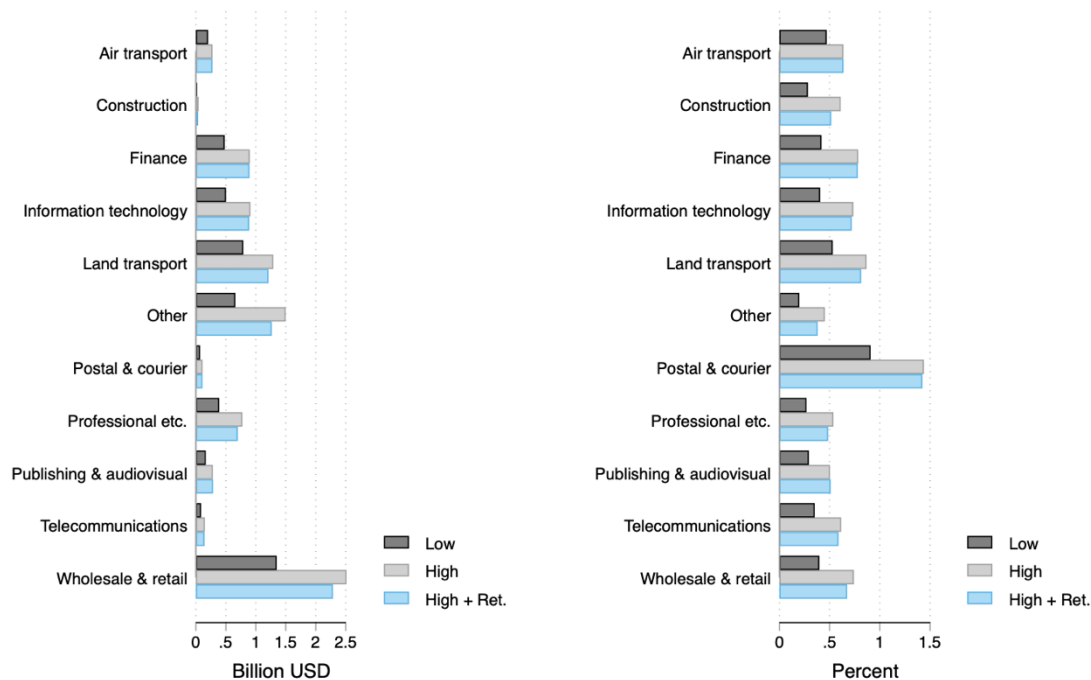 Air transport
Construction
Finance
Information technology
Land transport
Other
Postal & courier
Professional etc.
Publishing & audiovisual
Telecommunications
Wholesale & retail
Low
High
High + Ret.
0 .5 1 1.5 2 2.5
Billion USD
Air transport
Construction
Finance
Information technology
Land transport
Other
Postal & courier
Professional etc.
Publishing & audiovisual
Telecommunications
Wholesale & retail
Low
High
High + Ret.
0 .5 1 1.5
Percent